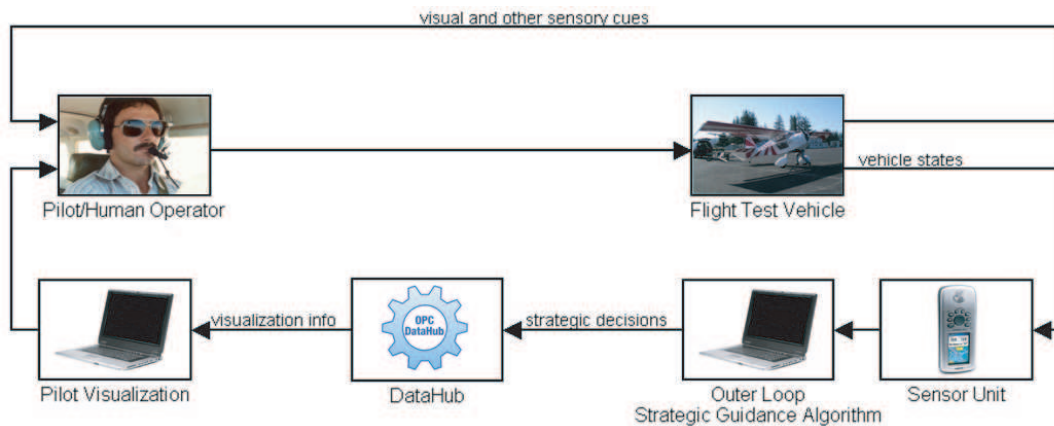 visual and other sensory cues
vehicle states
Pilot/Human Operator
Flight Test Vehicle
OPC
DataHub
visualization info
strategic decisions
Pilot Visualization
DataHub
Outer Loop
Strategic Guidance Algorithm
Sensor Unit